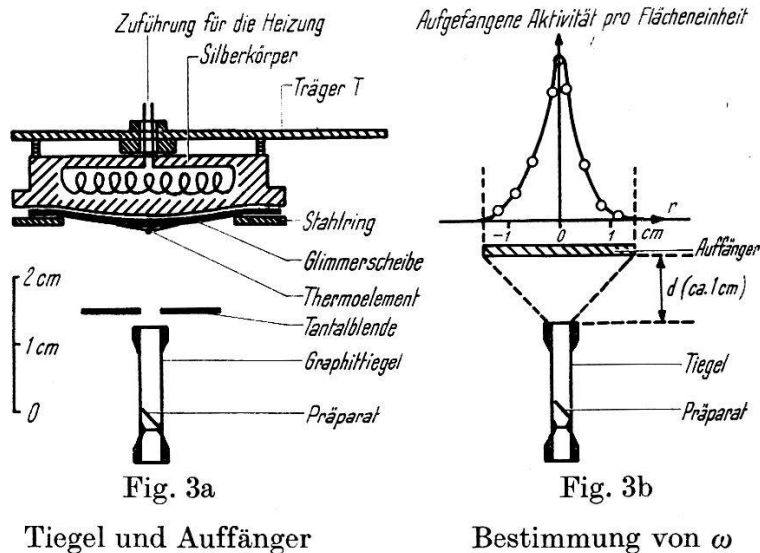 Zuführung für die Heizung
Silberkörper
Träger T
Stahlring
Glimmerscheibe
Thermoelement
Tantalblende
Graphittiegel
Präparat
2 cm
1 cm
0
Fig. 3a
Tiegel und Auffänger
Aufgefangene Aktivität pro Flächeneinheit
r
-1
0
1
cm
Auffänger
d (ca. 1 cm)
Tiegel
Präparat
Fig. 3b
Bestimmung von ω